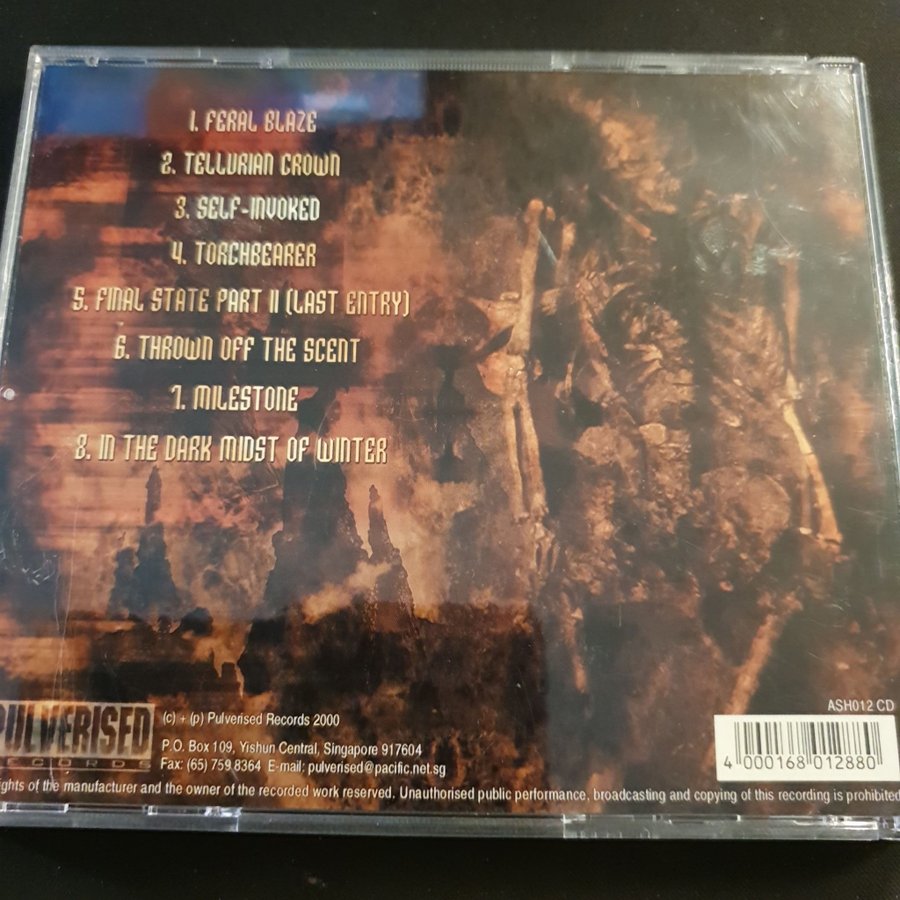 1. FERAL BLAZE
2. TELLURIAN CROWN
3. SELF-INVOKED
4. TORCHBEARER
5. FINAL STATE PART II (LAST ENTRY)
6. THROWN OFF THE SCENT
7. MILESTONE
8. IN THE DARK MIDST OF WINTER
PULVERISED
RECORDS
(c) + (p) Pulverised Records 2000
P.O. Box 109, Yishun Central, Singapore 917604
Fax: (65) 759 8364 E-mail: pulverised@pacific.net.sg
ASH012 CD
4 000168 012880
ights of the manufacturer and the owner of the recorded work reserved. Unauthorised public performance, broadcasting and copying of this recording is prohibited